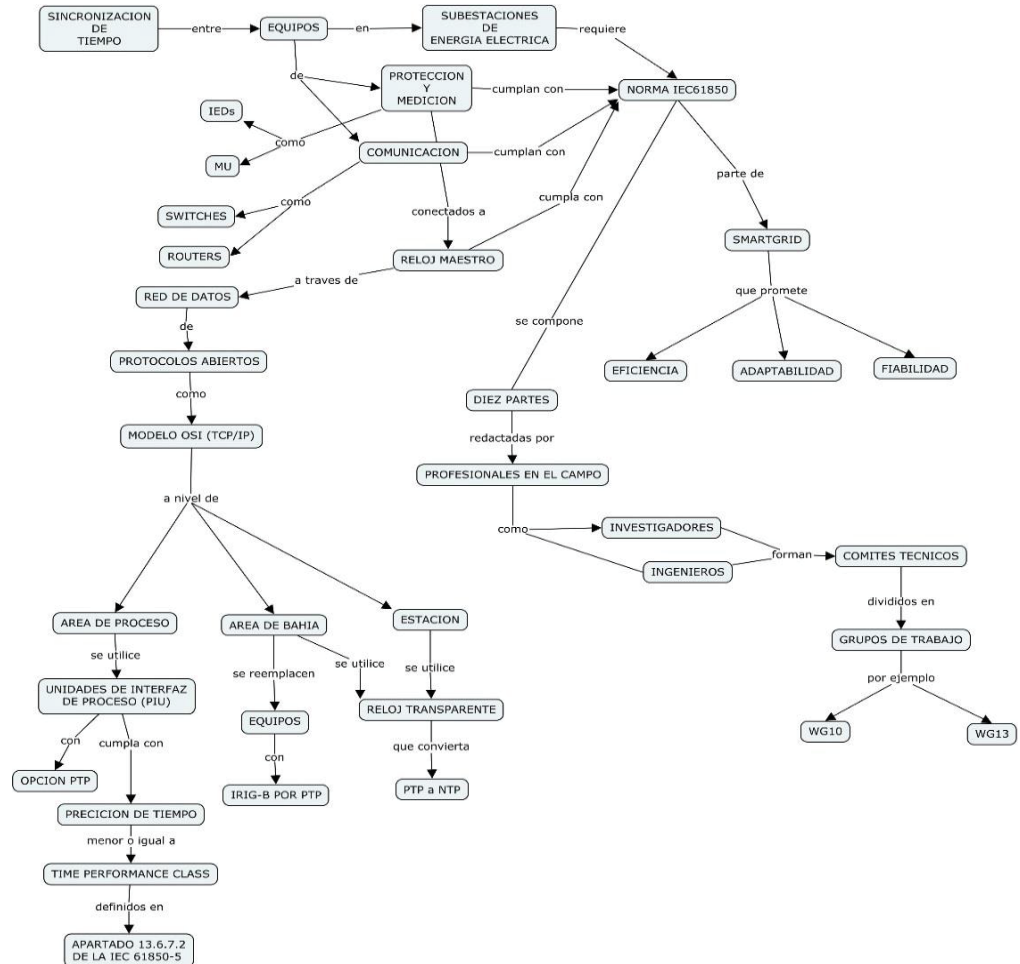 SINCRONIZACION
DE
TIEMPO
entre
EQUIPOS
en
SUBESTACIONES
DE
ENERGIA ELECTRICA
requiere
de
PROTECCION
Y
MEDICION
cumplan con
NORMA IEC61850
IEDs
como
MU
COMUNICACION
cumplan con
parte de
como
SWITCHES
conectados a
cumpla con
ROUTERS
RELOJ MAESTRO
SMARTGRID
a traves de
RED DE DATOS
que promete
de
se compone
PROTOCOLOS ABIERTOS
EFICIENCIA
ADAPTABILIDAD
FIABILIDAD
como
DIEZ PARTES
MODELO OSI (TCP/IP)
redactadas por
PROFESIONALES EN EL CAMPO
a nivel de
como
INVESTIGADORES
INGENIEROS
forman
COMITES TECNICOS
divididos en
AREA DE PROCESO
AREA DE BAHIA
ESTACION
GRUPOS DE TRABAJO
se utilice
se reemplacen
se utilice
se utilice
por ejemplo
UNIDADES DE INTERFAZ
DE PROCESO (PIU)
EQUIPOS
RELOJ TRANSPARENTE
WG10
WG13
con
cumpla con
con
que convierta
OPCION PTP
IRIG-B POR PTP
PTP a NTP
PRECICION DE TIEMPO
menor o igual a
TIME PERFORMANCE CLASS
definidos en
APARTADO 13.6.7.2
DE LA IEC 61850-5